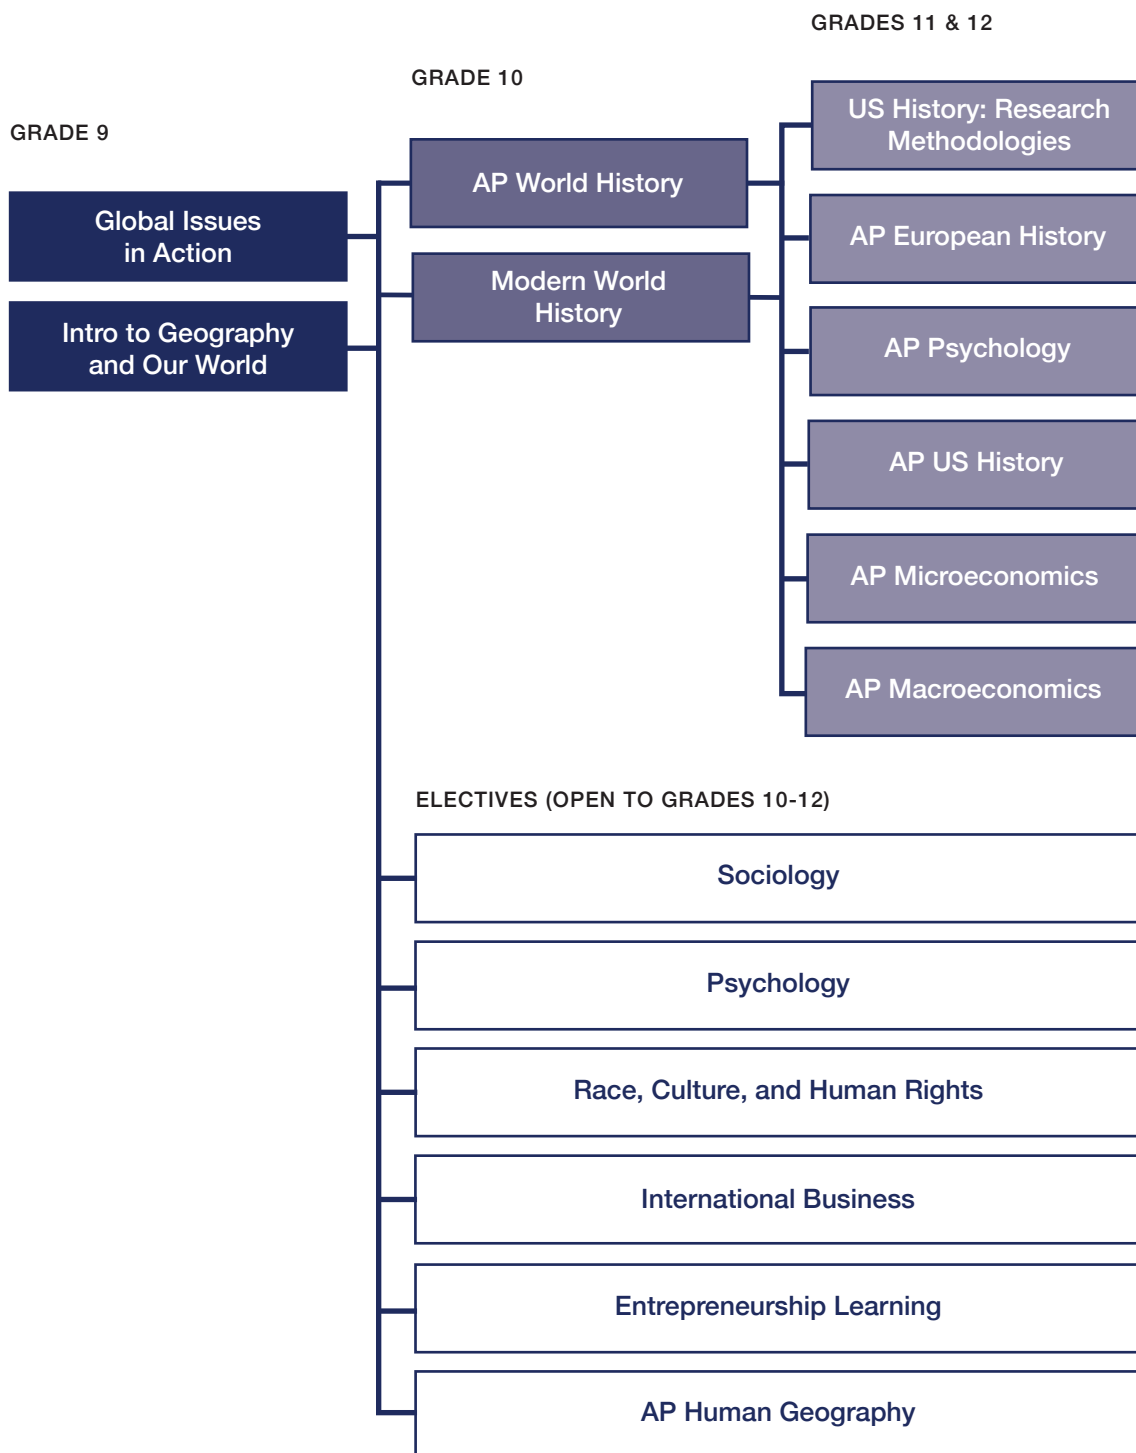 GRADE 9
Global Issues
in Action
Intro to Geography
and Our World
GRADE 10
AP World History
Modern World
History
GRADES 11 & 12
US History: Research
Methodologies
AP European History
AP Psychology
AP US History
AP Microeconomics
AP Macroeconomics
ELECTIVES (OPEN TO GRADES 10-12)
Sociology
Psychology
Race, Culture, and Human Rights
International Business
Entrepreneurship Learning
AP Human Geography